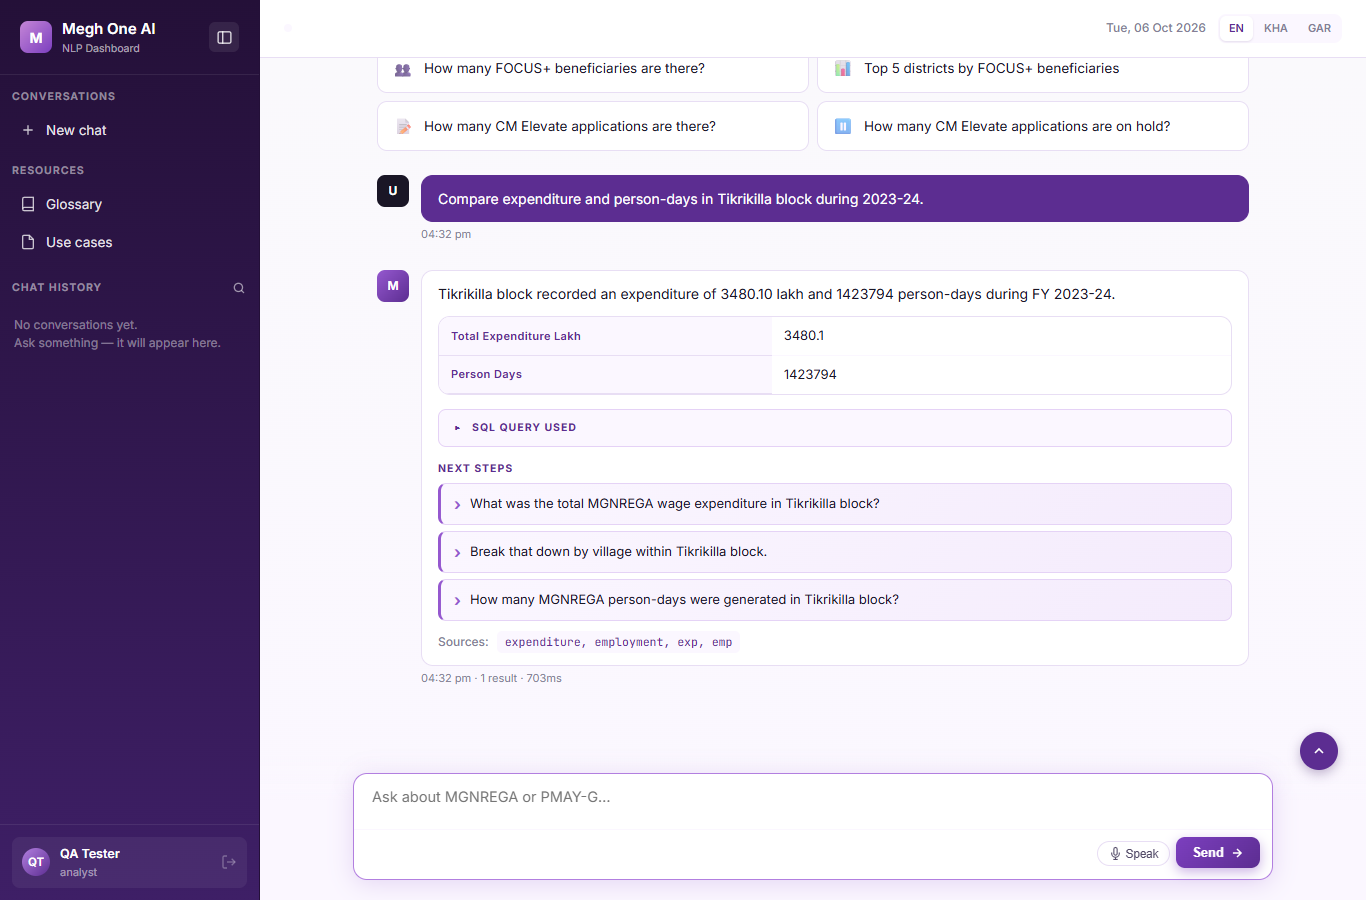 M
Megh One AI
NLP Dashboard
CONVERSATIONS
New chat
RESOURCES
Glossary
Use cases
CHAT HISTORY
No conversations yet.
Ask something — it will appear here.
QT
QA Tester
analyst
Tue, 06 Oct 2026
EN
KHA
GAR
How many FOCUS+ beneficiaries are there?
Top 5 districts by FOCUS+ beneficiaries
How many CM Elevate applications are there?
How many CM Elevate applications are on hold?
U
Compare expenditure and person-days in Tikrikilla block during 2023-24.
04:32 pm
M
Tikrikilla block recorded an expenditure of 3480.10 lakh and 1423794 person-days during FY 2023-24.
Total Expenditure Lakh 3480.1
Person Days 1423794
SQL QUERY USED
NEXT STEPS
What was the total MGNREGA wage expenditure in Tikrikilla block?
Break that down by village within Tikrikilla block.
How many MGNREGA person-days were generated in Tikrikilla block?
Sources: expenditure, employment, exp, emp
04:32 pm · 1 result · 703ms
Ask about MGNREGA or PMAY-G...
Speak
Send →